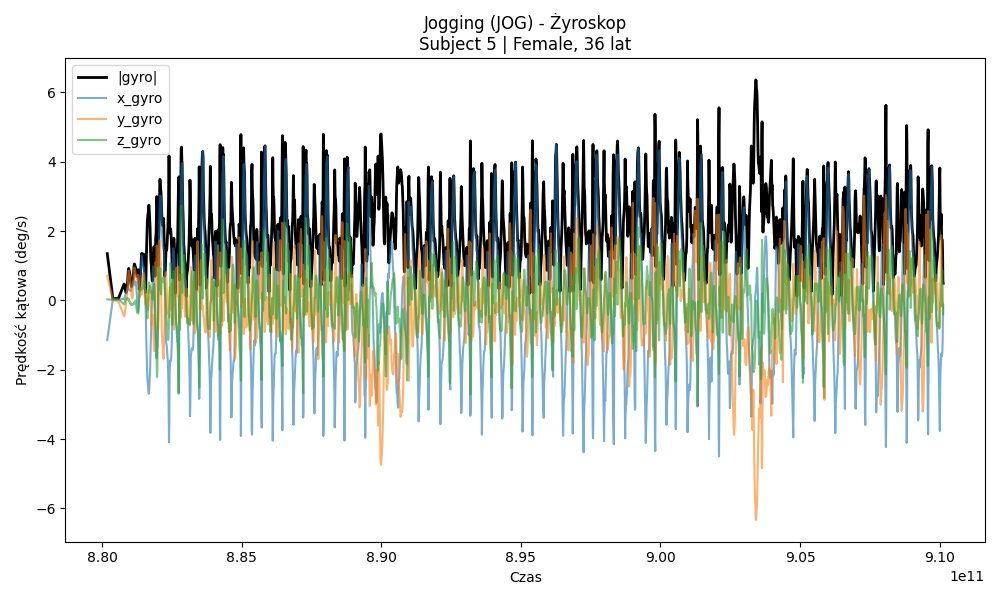 Jogging (JOG) - Żyroskop
Subject 5 | Female, 36 lat
|gyro|
x_gyro
y_gyro
z_gyro
Prędkość kątowa (deg/s)
6
4
2
0
−2
−4
−6
8.80 8.85 8.90 8.95 9.00 9.05 9.10
1e11
Czas